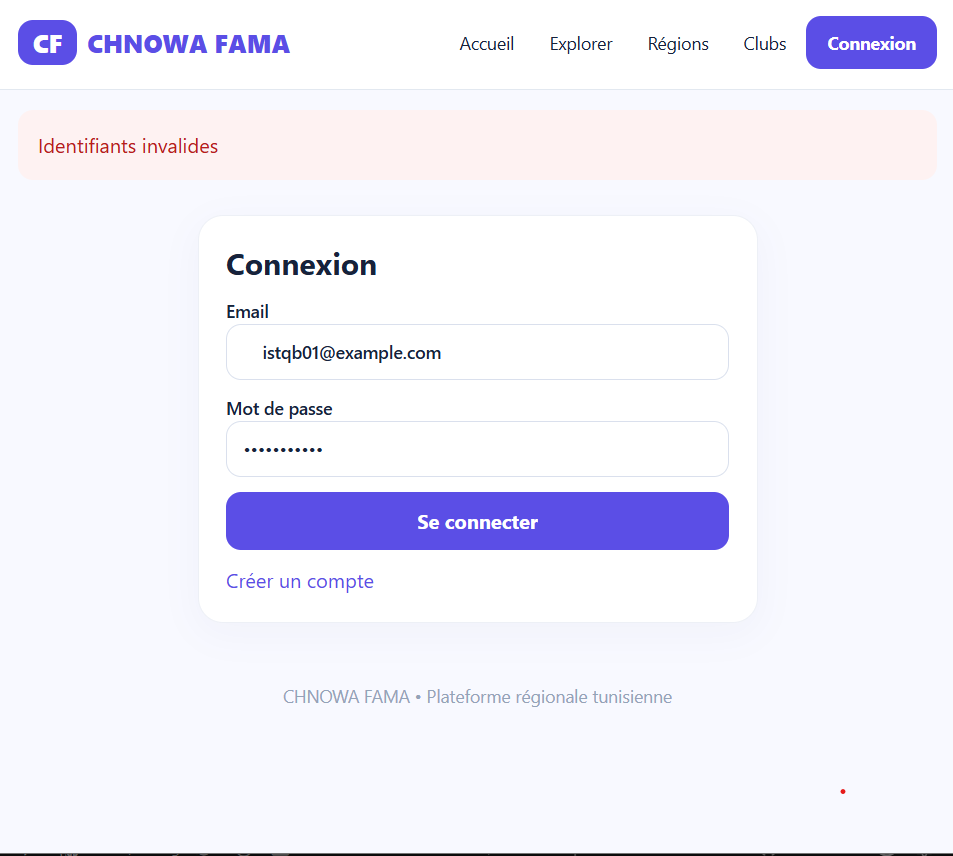 CF CHNOWA FAMA Accueil Explorer Régions Clubs Connexion
Identifiants invalides
Connexion
Email
istqb01@example.com
Mot de passe
•••••••••••
Se connecter
Créer un compte
CHNOWA FAMA • Plateforme régionale tunisienne